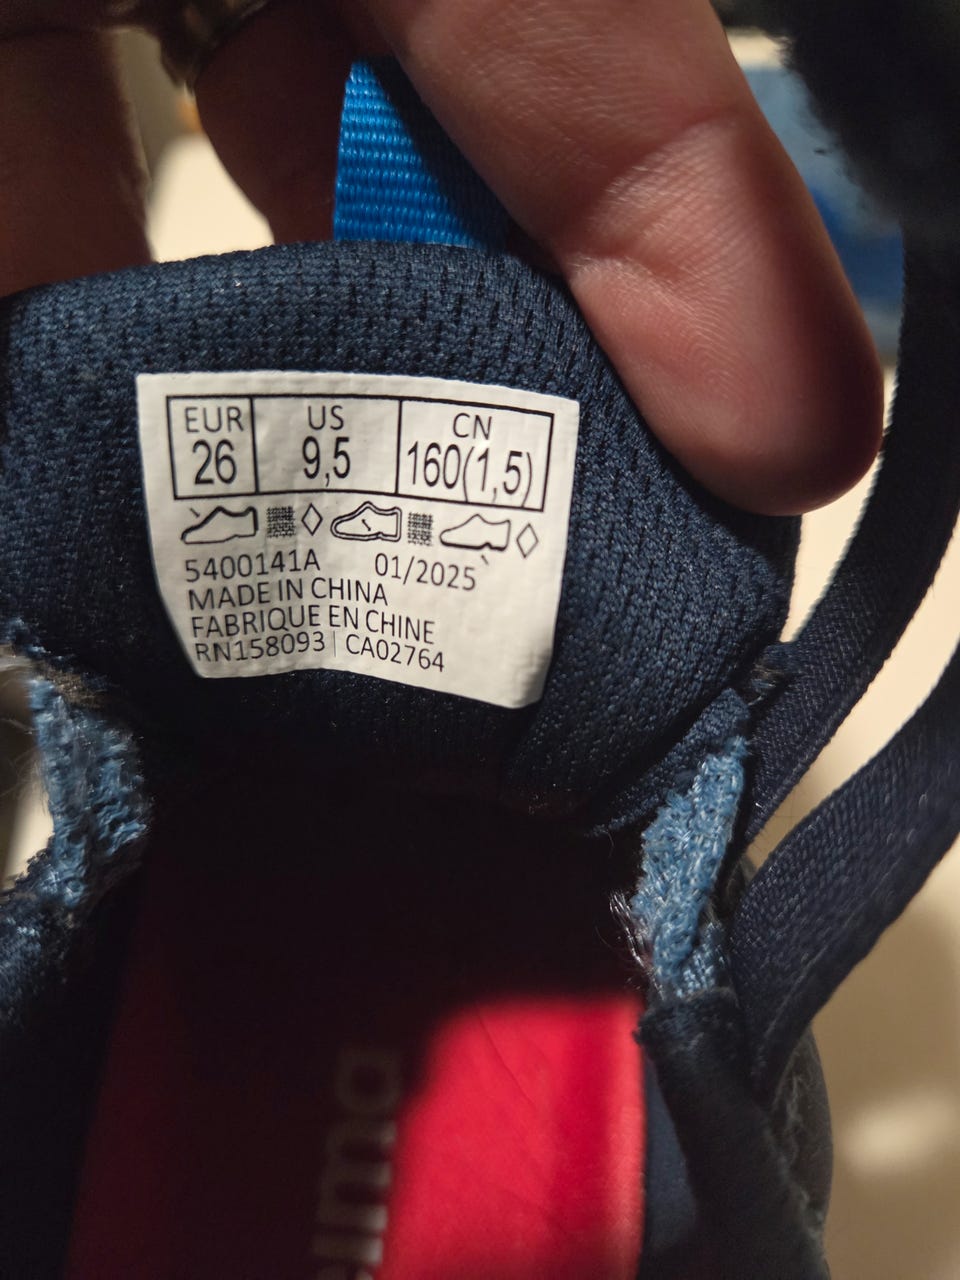 EUR US CN
26 9,5 160(1,5)
5400141A 01/2025
MADE IN CHINA
FABRIQUE EN CHINE
RN158093 | CA02764